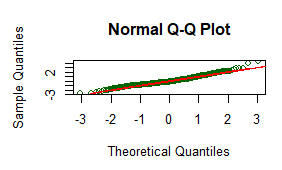 Normal Q-Q Plot
Sample Quantiles
2
-3
-3 -2 -1 0 1 2 3
Theoretical Quantiles